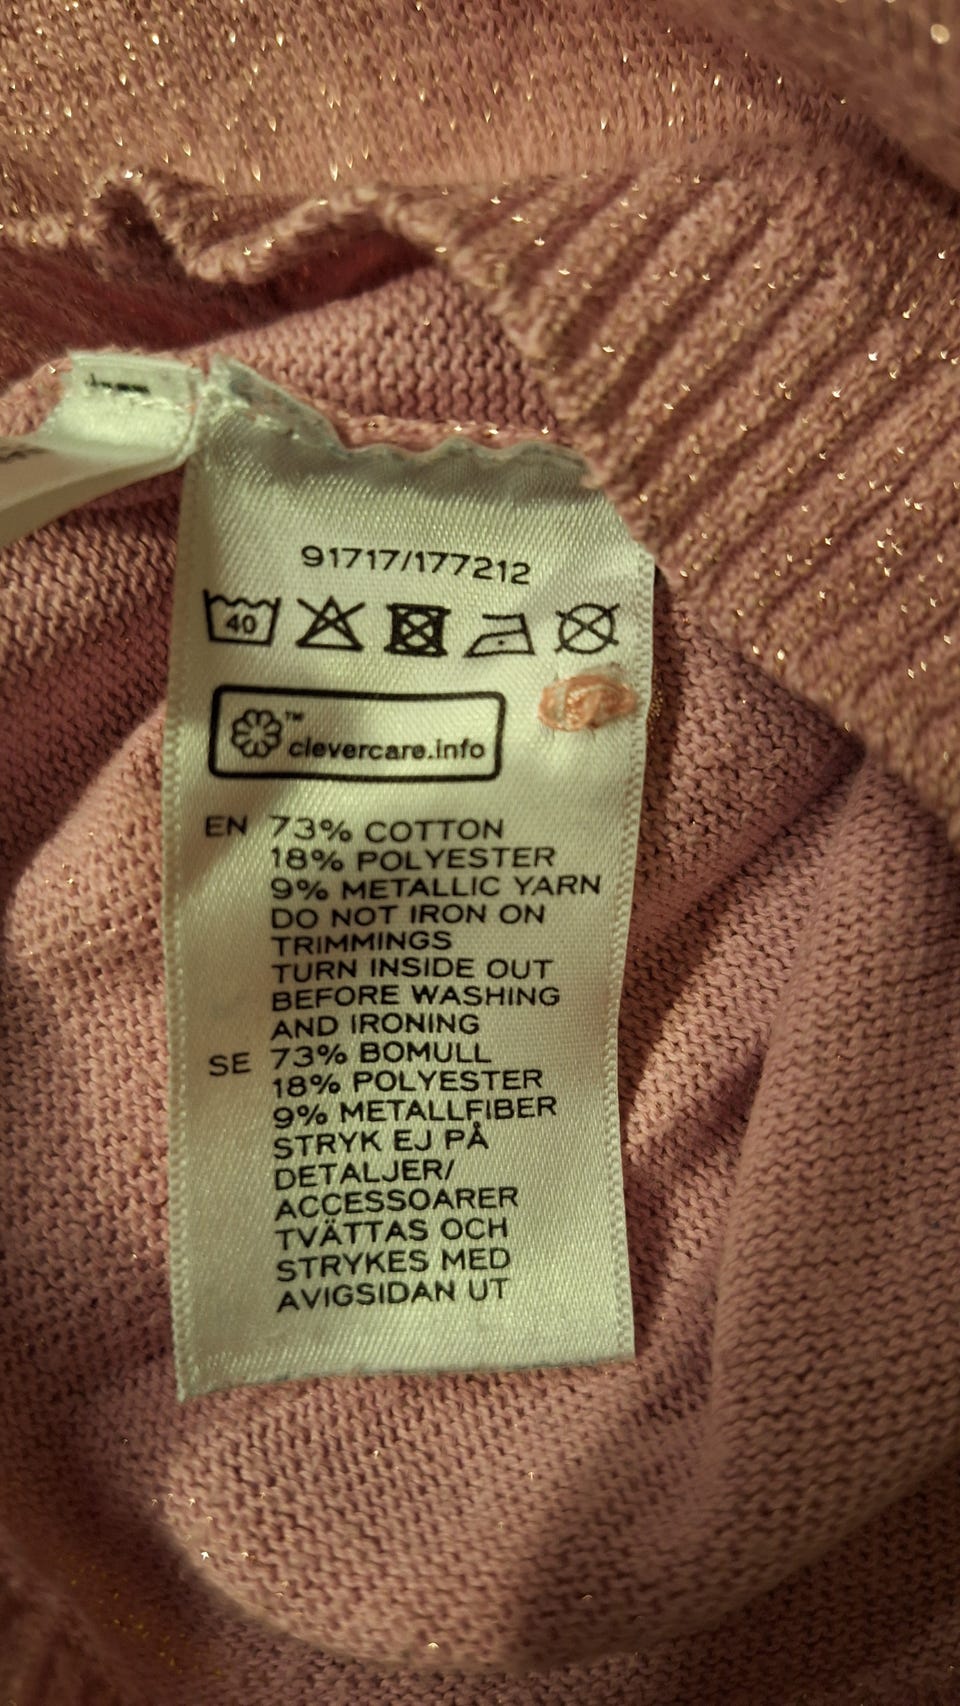 91717/177212
40
™
clevercare.info
EN 73% COTTON
18% POLYESTER
9% METALLIC YARN
DO NOT IRON ON
TRIMMINGS
TURN INSIDE OUT
BEFORE WASHING
AND IRONING
SE 73% BOMULL
18% POLYESTER
9% METALLFIBER
STRYK EJ PÅ
DETALJER/
ACCESSOARER
TVÄTTAS OCH
STRYKES MED
AVIGSIDAN UT